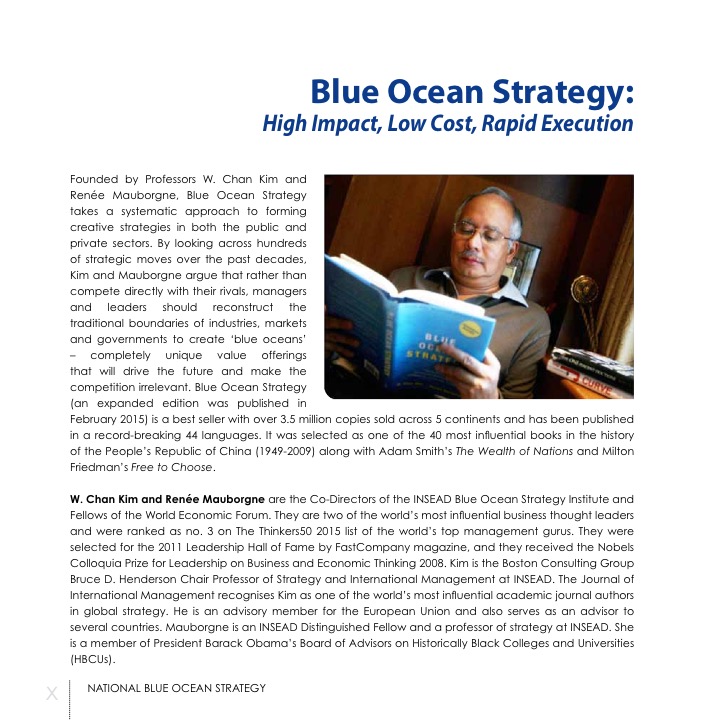 Blue Ocean Strategy:
High Impact, Low Cost, Rapid Execution
Founded by Professors W. Chan Kim and
Renée Mauborgne, Blue Ocean Strategy
takes a systematic approach to forming
creative strategies in both the public and
private sectors. By looking across hundreds
of strategic moves over the past decades,
Kim and Mauborgne argue that rather than
compete directly with their rivals, managers
and leaders should reconstruct the
traditional boundaries of industries, markets
and governments to create ‘blue oceans’
– completely unique value offerings
that will drive the future and make the
competition irrelevant. Blue Ocean Strategy
(an expanded edition was published in
February 2015) is a best seller with over 3.5 million copies sold across 5 continents and has been published
in a record-breaking 44 languages. It was selected as one of the 40 most influential books in the history
of the People’s Republic of China (1949-2009) along with Adam Smith’s The Wealth of Nations and Milton
Friedman’s Free to Choose.
BLUE
OCEAN
STRATEGY
CURVE
W. Chan Kim and Renée Mauborgne are the Co-Directors of the INSEAD Blue Ocean Strategy Institute and
Fellows of the World Economic Forum. They are two of the world’s most influential business thought leaders
and were ranked as no. 3 on The Thinkers50 2015 list of the world’s top management gurus. They were
selected for the 2011 Leadership Hall of Fame by FastCompany magazine, and they received the Nobels
Colloquia Prize for Leadership on Business and Economic Thinking 2008. Kim is the Boston Consulting Group
Bruce D. Henderson Chair Professor of Strategy and International Management at INSEAD. The Journal of
International Management recognises Kim as one of the world’s most influential academic journal authors
in global strategy. He is an advisory member for the European Union and also serves as an advisor to
several countries. Mauborgne is an INSEAD Distinguished Fellow and a professor of strategy at INSEAD. She
is a member of President Barack Obama’s Board of Advisors on Historically Black Colleges and Universities
(HBCUs).
X
NATIONAL BLUE OCEAN STRATEGY